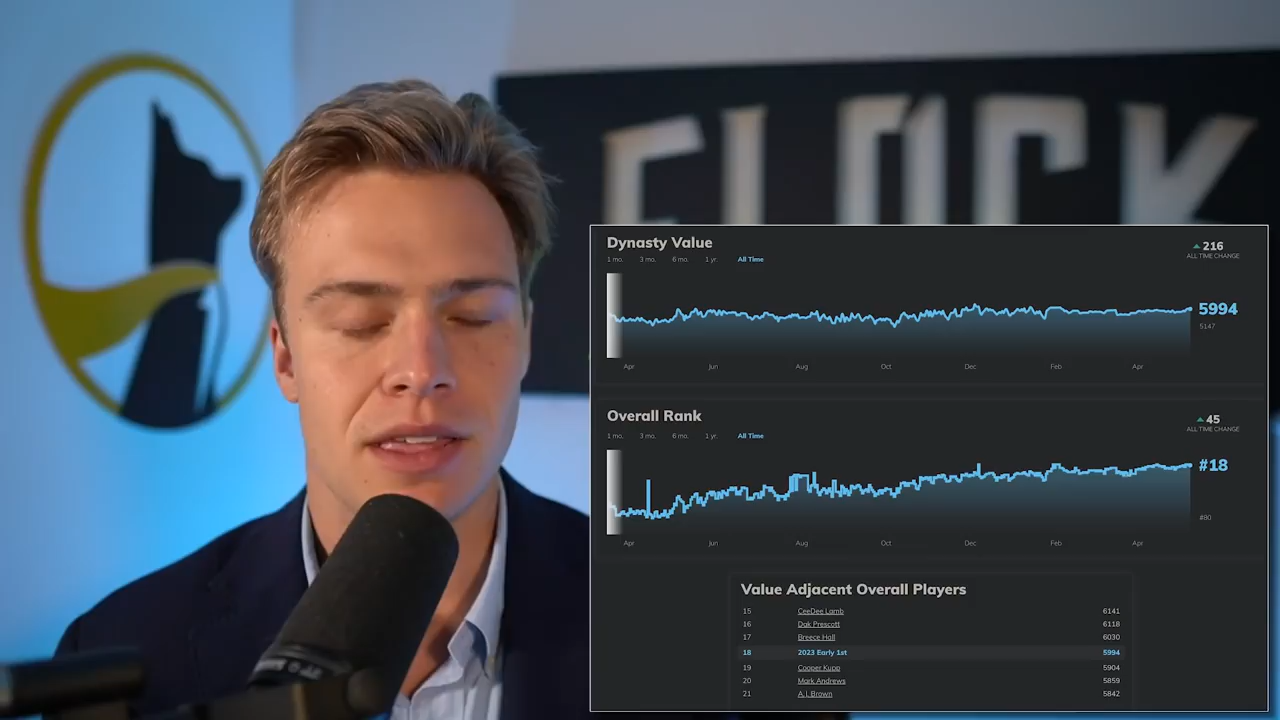 FLOCK
Dynasty Value
1 mo. 3 mo. 6 mo. 1 yr. All Time
216
ALL TIME CHANGE
5994
5147
Apr Jun Aug Oct Dec Feb Apr
Overall Rank
1 mo. 3 mo. 6 mo. 1 yr. All Time
45
ALL TIME CHANGE
#18
#80
Apr Jun Aug Oct Dec Feb Apr
Value Adjacent Overall Players
15 CeeDee Lamb 6141
16 Dak Prescott 6118
17 Breece Hall 6030
18 2023 Early 1st 5994
19 Cooper Kupp 5904
20 Mark Andrews 5859
21 A.J. Brown 5842